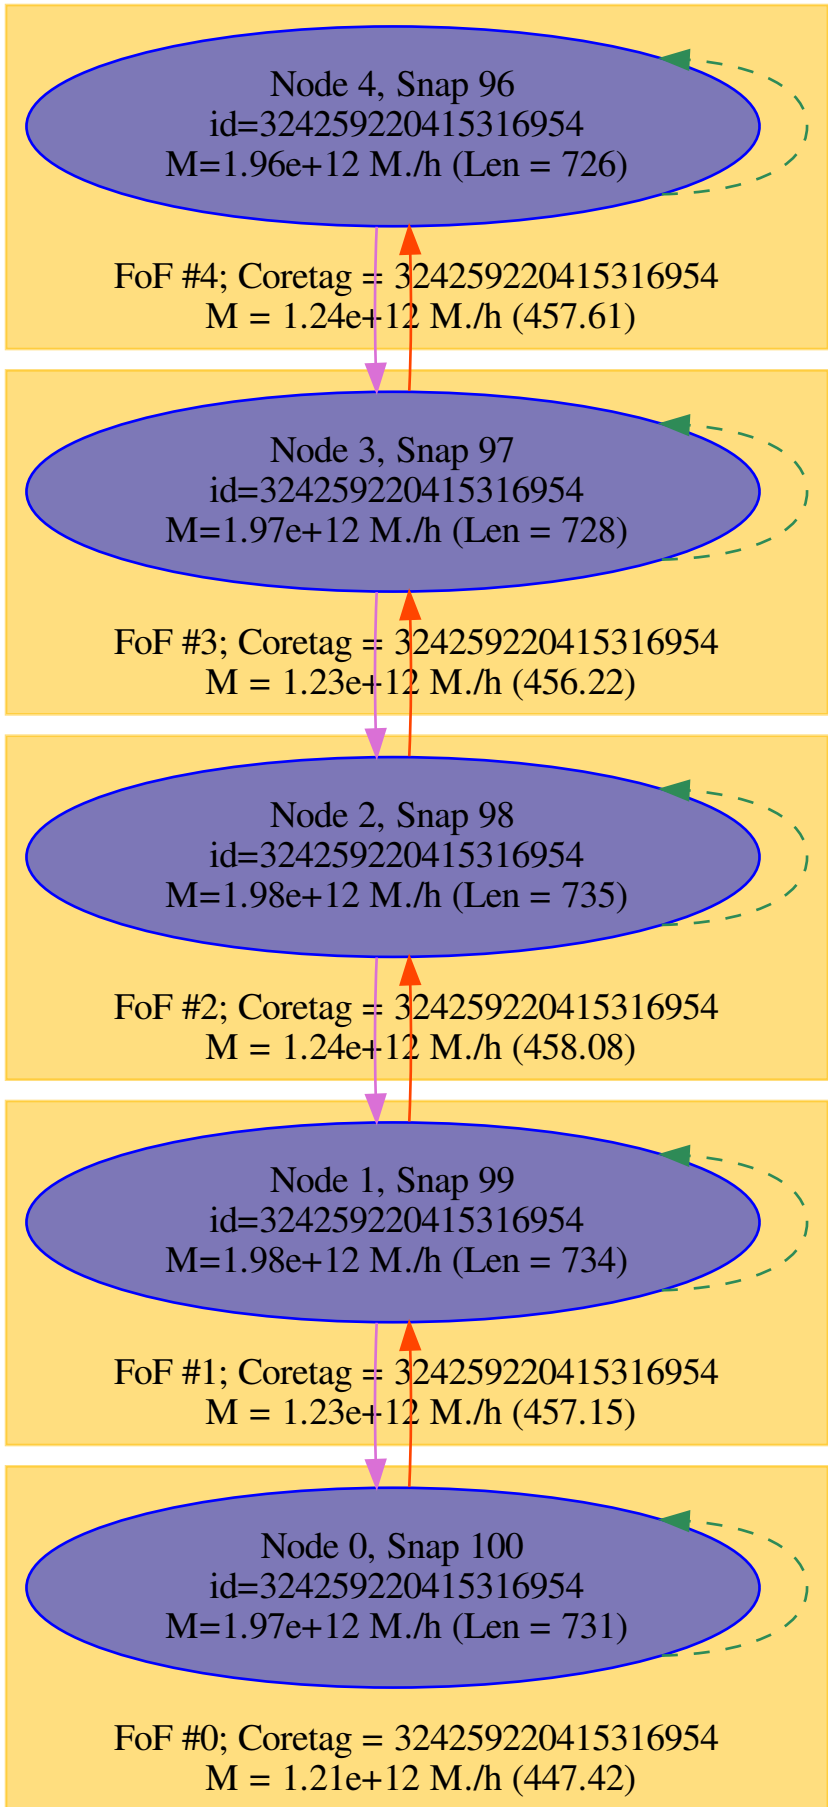 Node 4, Snap 96
id=324259220415316954
M=1.96e+12 M./h (Len = 726)
FoF #4; Coretag = 324259220415316954
M = 1.24e+12 M./h (457.61)
Node 3, Snap 97
id=324259220415316954
M=1.97e+12 M./h (Len = 728)
FoF #3; Coretag = 324259220415316954
M = 1.23e+12 M./h (456.22)
Node 2, Snap 98
id=324259220415316954
M=1.98e+12 M./h (Len = 735)
FoF #2; Coretag = 324259220415316954
M = 1.24e+12 M./h (458.08)
Node 1, Snap 99
id=324259220415316954
M=1.98e+12 M./h (Len = 734)
FoF #1; Coretag = 324259220415316954
M = 1.23e+12 M./h (457.15)
Node 0, Snap 100
id=324259220415316954
M=1.97e+12 M./h (Len = 731)
FoF #0; Coretag = 324259220415316954
M = 1.21e+12 M./h (447.42)